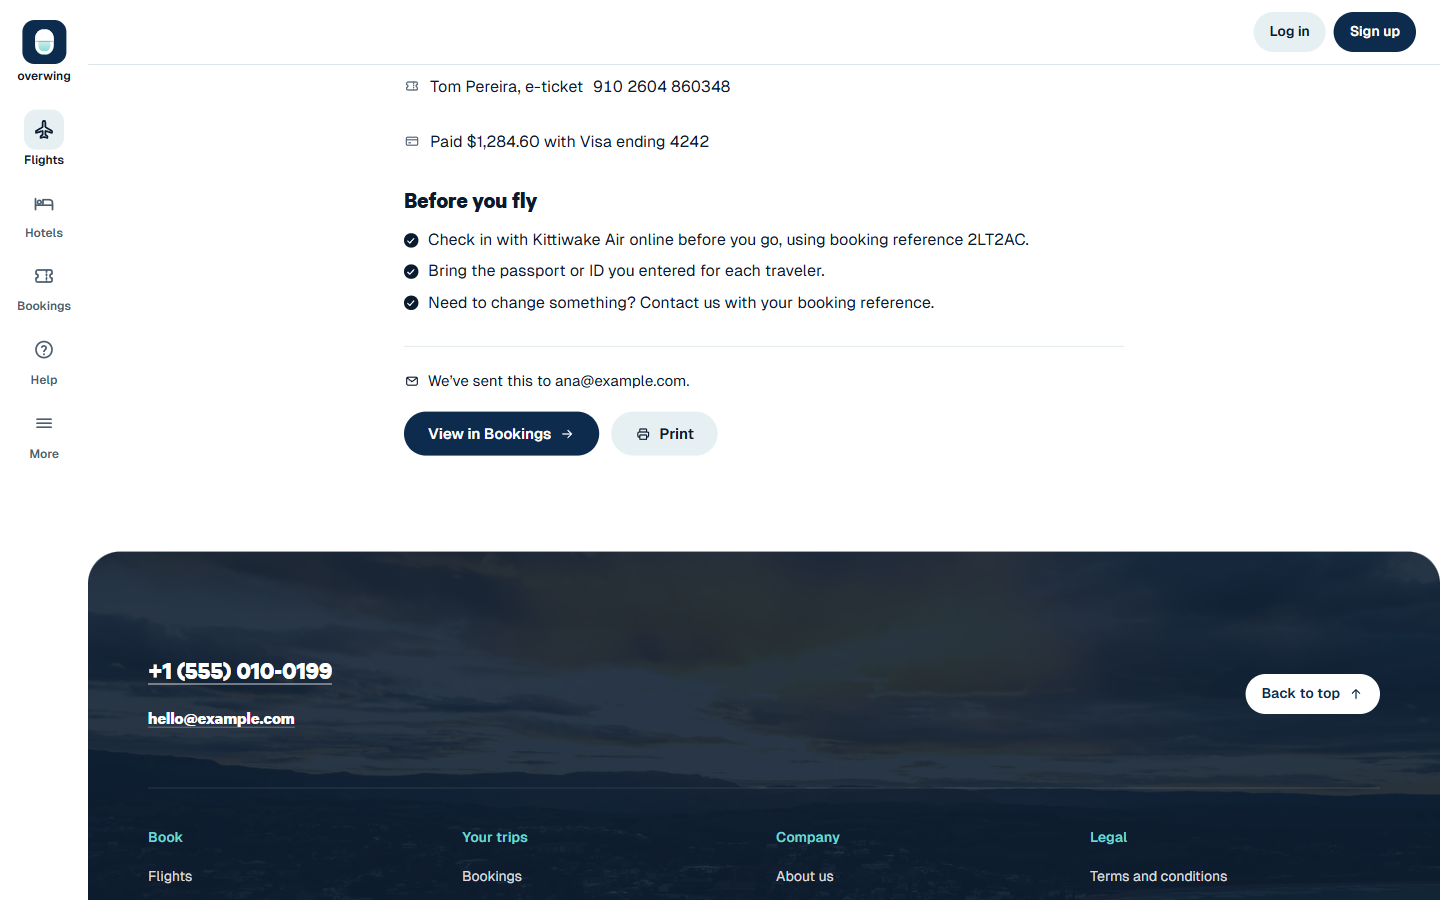 overwing
Flights
Hotels
Bookings
Help
More
Log in
Sign up
Tom Pereira, e-ticket 910 2604 860348
Paid $1,284.60 with Visa ending 4242
Before you fly
Check in with Kittiwake Air online before you go, using booking reference 2LT2AC.
Bring the passport or ID you entered for each traveler.
Need to change something? Contact us with your booking reference.
We've sent this to ana@example.com.
View in Bookings
Print
+1 (555) 010-0199
hello@example.com
Back to top
Book
Your trips
Company
Legal
Flights
Bookings
About us
Terms and conditions